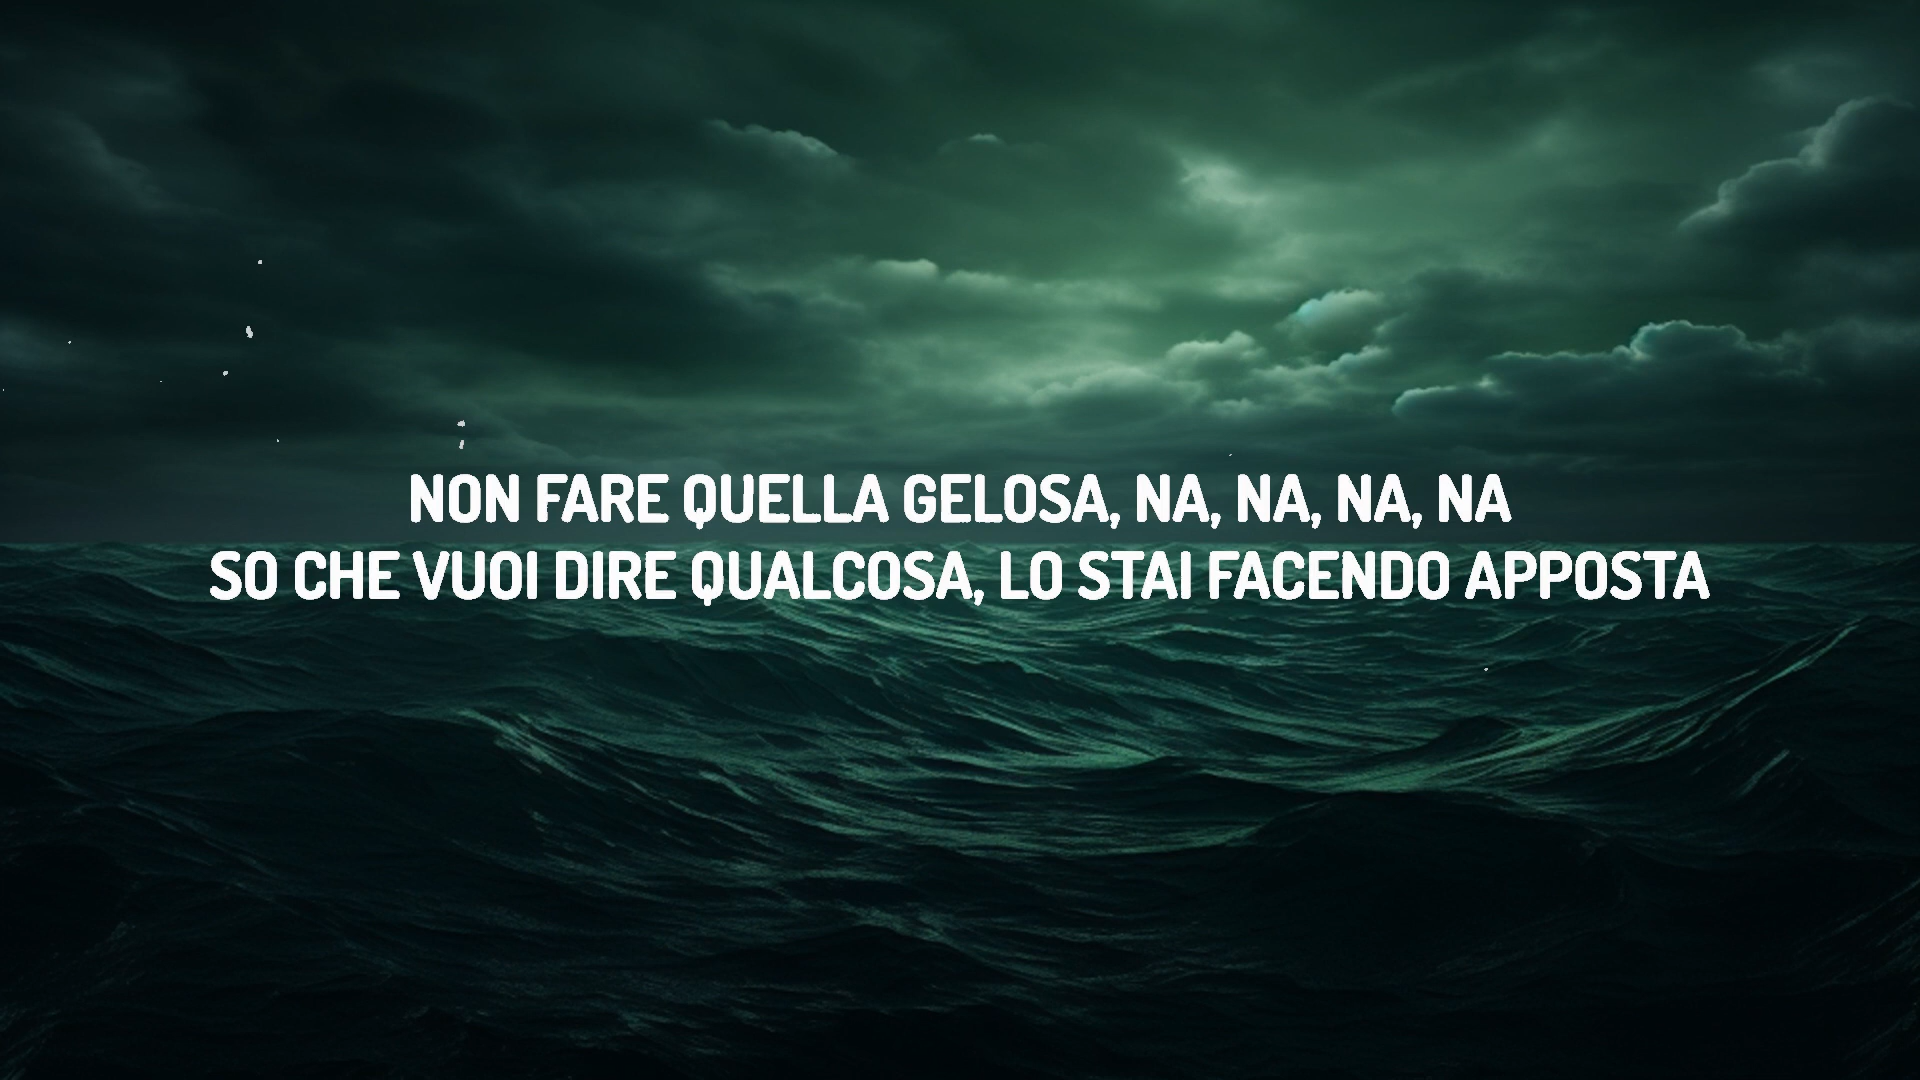 NON FARE QUELLA GELOSA, NA, NA, NA, NA
SO CHE VUOI DIRE QUALCOSA, LO STAI FACENDO APPOSTA